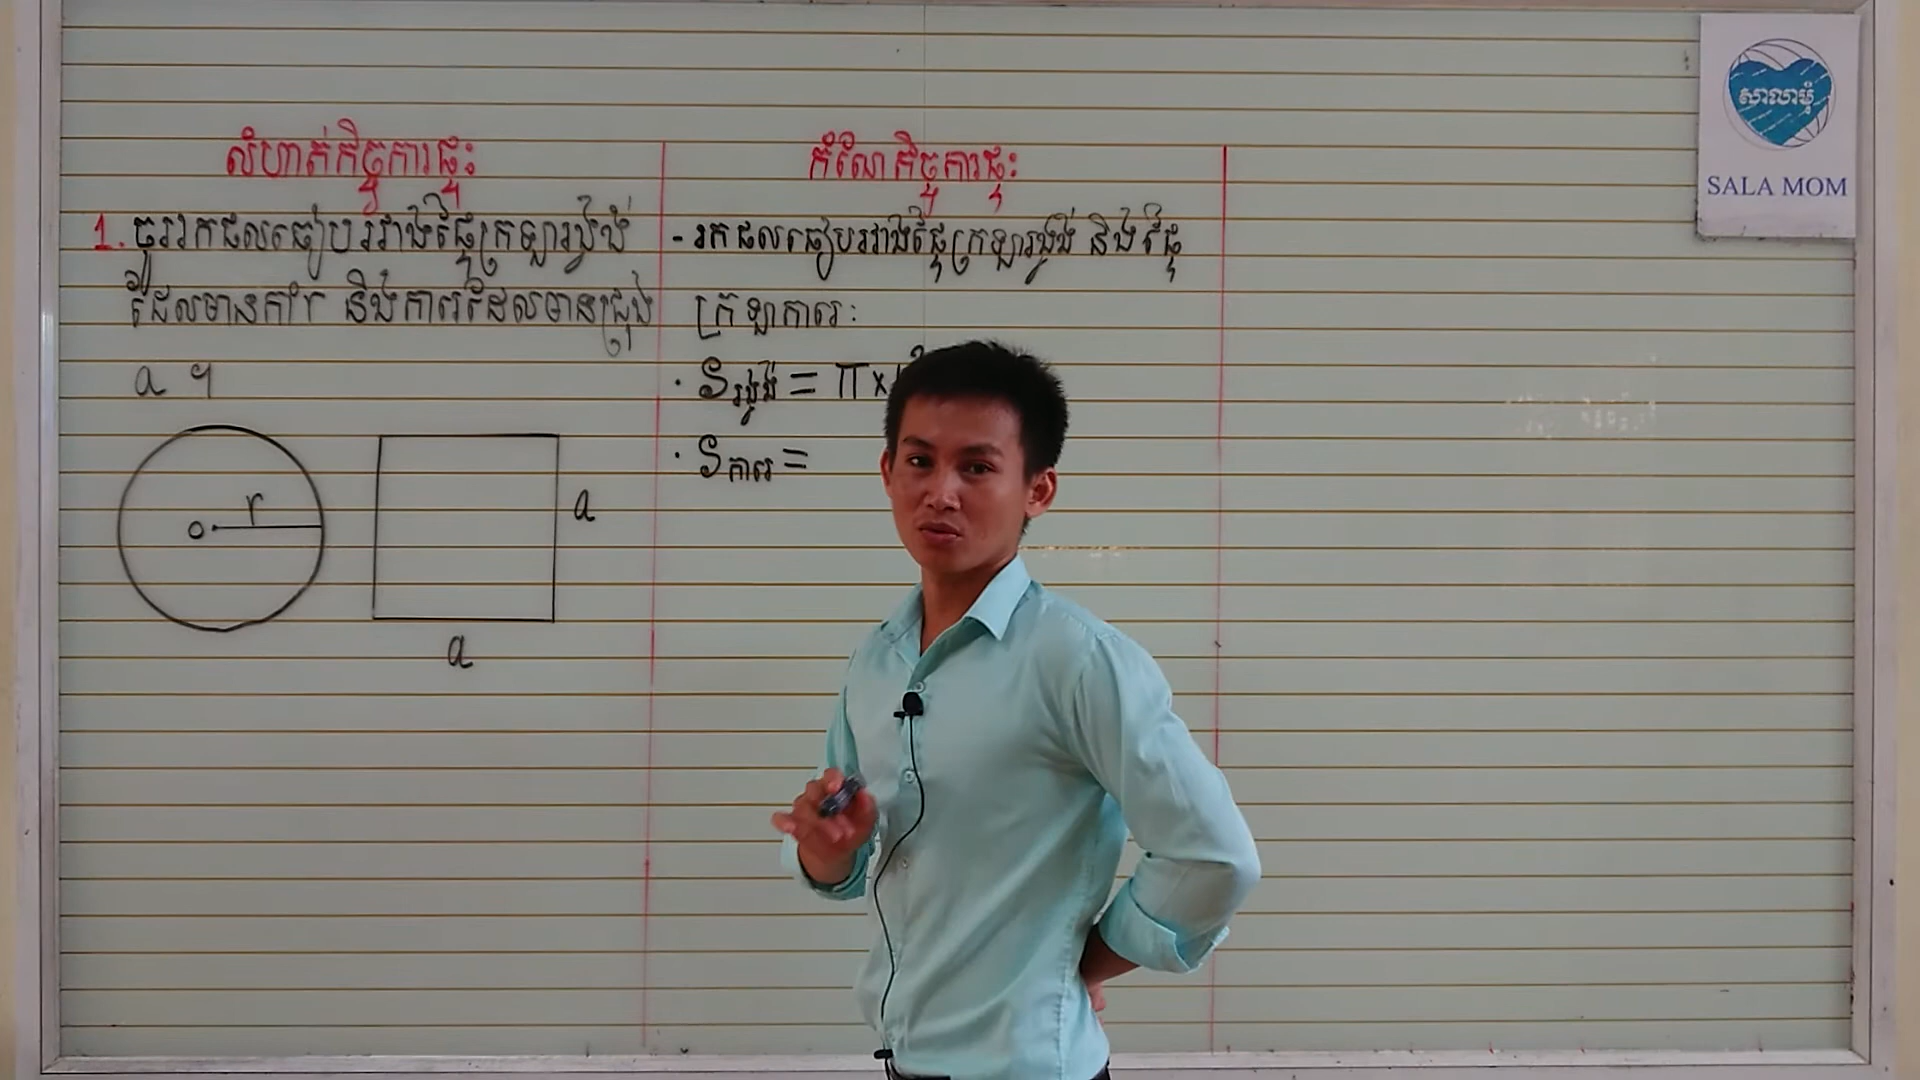 លំហាត់កិច្ចការផ្ទះ
1. ចូររកផលធៀបរវាងផ្ទៃក្រឡារង្វង់
ដែលមានកាំ r និងការេដែលមានជ្រុង
a ។
r
O
a
a
កំណែកិច្ចការផ្ទះ
- រកផលធៀបរវាងផ្ទៃក្រឡារង្វង់ និងផ្ទៃ
ក្រឡាការេ:
· Sរង្វង់ = π x
· Sការេ =
សាលាមុំ
SALA MOM